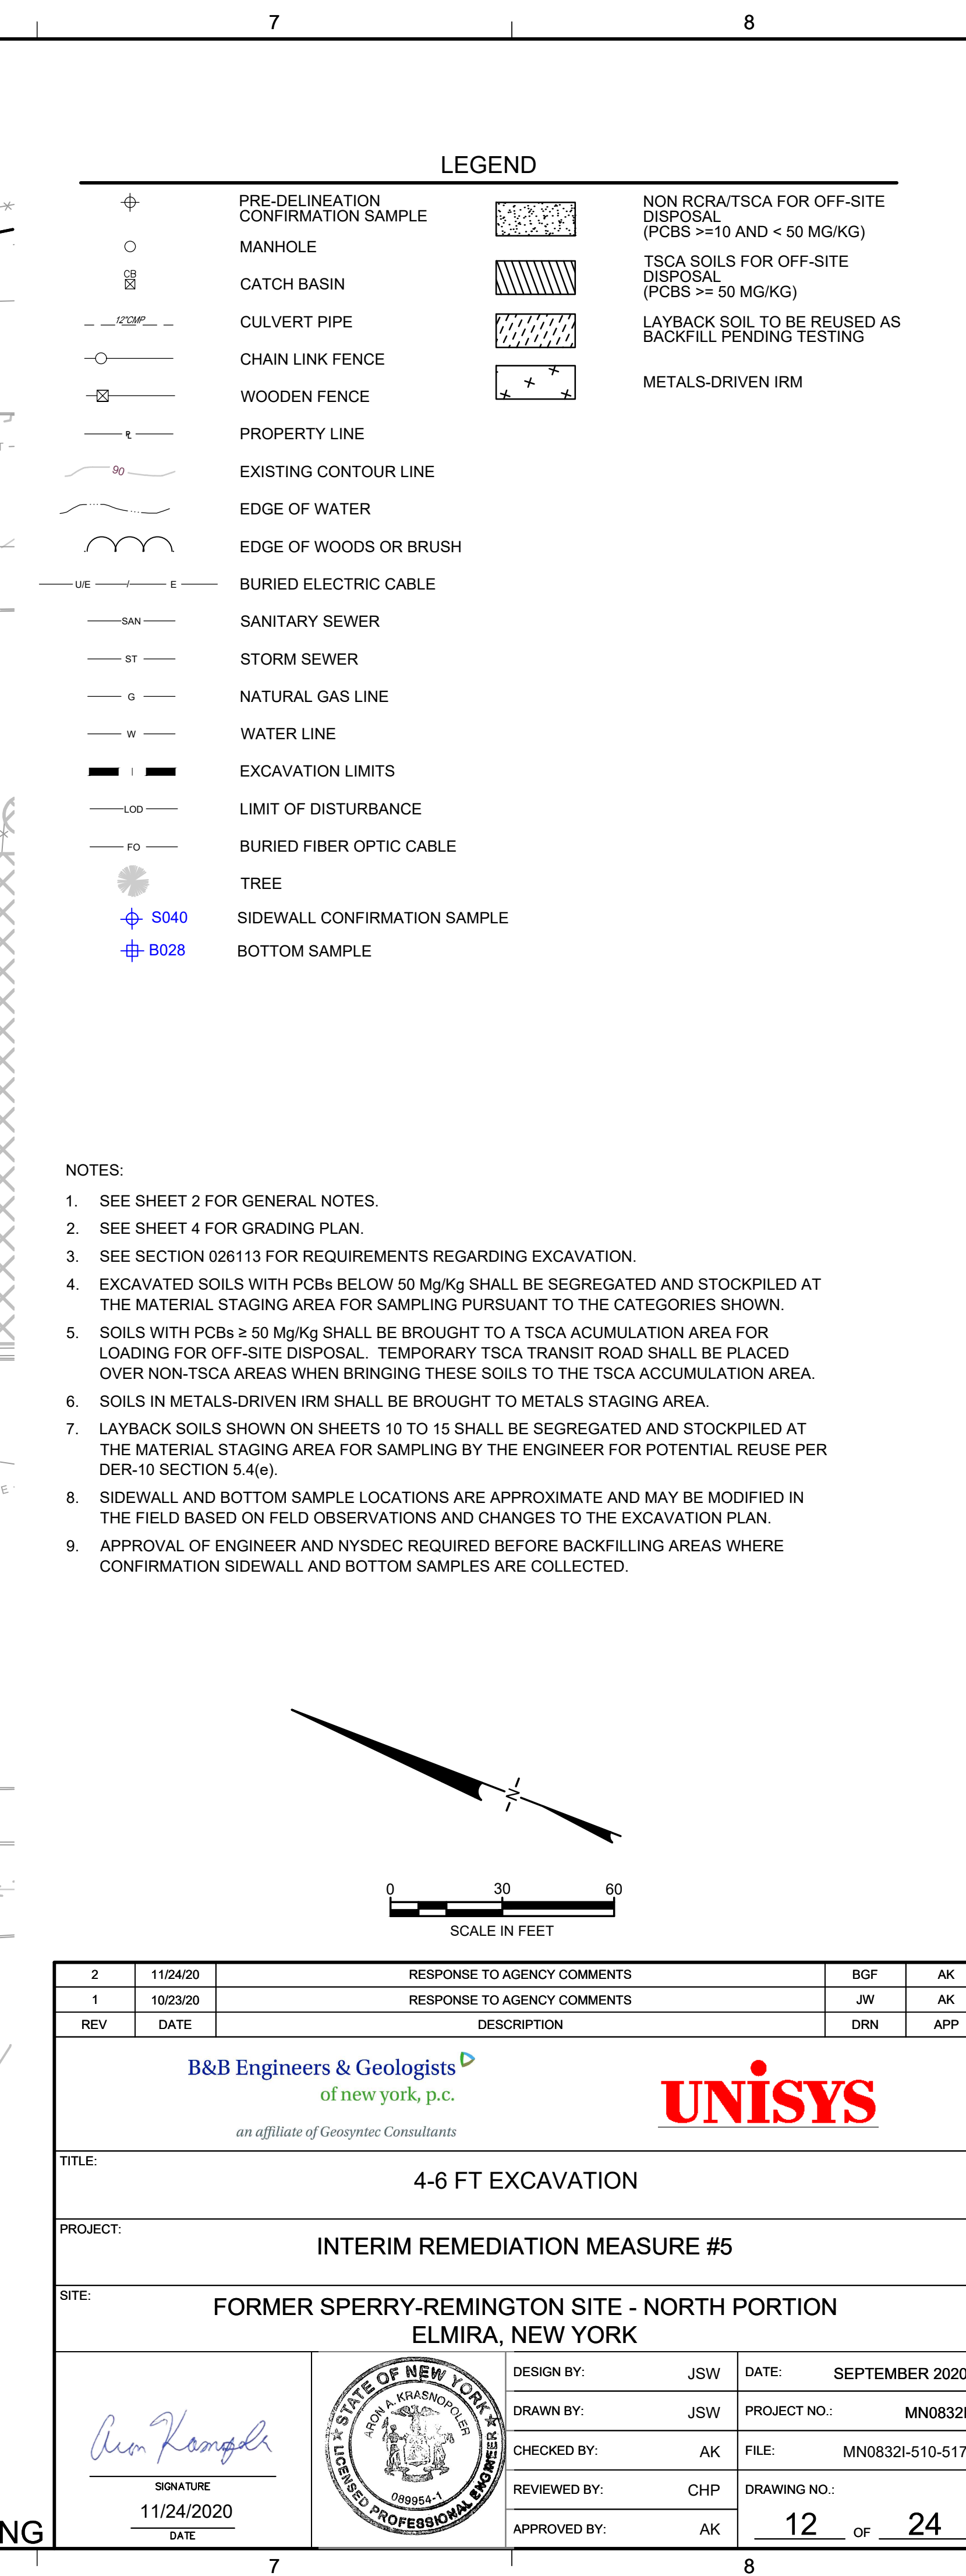 7 8
LEGEND
PRE-DELINEATION
CONFIRMATION SAMPLE
MANHOLE
CB
CATCH BASIN
12"CMP
CULVERT PIPE
CHAIN LINK FENCE
WOODEN FENCE
PROPERTY LINE
90
EXISTING CONTOUR LINE
EDGE OF WATER
EDGE OF WOODS OR BRUSH
U/E / E
BURIED ELECTRIC CABLE
SAN
SANITARY SEWER
ST
STORM SEWER
G
NATURAL GAS LINE
W
WATER LINE
EXCAVATION LIMITS
LOD
LIMIT OF DISTURBANCE
FO
BURIED FIBER OPTIC CABLE
TREE
S040
SIDEWALL CONFIRMATION SAMPLE
B028
BOTTOM SAMPLE
NON RCRA/TSCA FOR OFF-SITE
DISPOSAL
(PCBS >=10 AND < 50 MG/KG)
TSCA SOILS FOR OFF-SITE
DISPOSAL
(PCBS >= 50 MG/KG)
LAYBACK SOIL TO BE REUSED AS
BACKFILL PENDING TESTING
METALS-DRIVEN IRM
NOTES:
1. SEE SHEET 2 FOR GENERAL NOTES.
2. SEE SHEET 4 FOR GRADING PLAN.
3. SEE SECTION 026113 FOR REQUIREMENTS REGARDING EXCAVATION.
4. EXCAVATED SOILS WITH PCBs BELOW 50 Mg/Kg SHALL BE SEGREGATED AND STOCKPILED AT
THE MATERIAL STAGING AREA FOR SAMPLING PURSUANT TO THE CATEGORIES SHOWN.
5. SOILS WITH PCBs ≥ 50 Mg/Kg SHALL BE BROUGHT TO A TSCA ACUMULATION AREA FOR
LOADING FOR OFF-SITE DISPOSAL. TEMPORARY TSCA TRANSIT ROAD SHALL BE PLACED
OVER NON-TSCA AREAS WHEN BRINGING THESE SOILS TO THE TSCA ACCUMULATION AREA.
6. SOILS IN METALS-DRIVEN IRM SHALL BE BROUGHT TO METALS STAGING AREA.
7. LAYBACK SOILS SHOWN ON SHEETS 10 TO 15 SHALL BE SEGREGATED AND STOCKPILED AT
THE MATERIAL STAGING AREA FOR SAMPLING BY THE ENGINEER FOR POTENTIAL REUSE PER
DER-10 SECTION 5.4(e).
8. SIDEWALL AND BOTTOM SAMPLE LOCATIONS ARE APPROXIMATE AND MAY BE MODIFIED IN
THE FIELD BASED ON FELD OBSERVATIONS AND CHANGES TO THE EXCAVATION PLAN.
9. APPROVAL OF ENGINEER AND NYSDEC REQUIRED BEFORE BACKFILLING AREAS WHERE
CONFIRMATION SIDEWALL AND BOTTOM SAMPLES ARE COLLECTED.
N
0 30 60
SCALE IN FEET
2 11/24/20 RESPONSE TO AGENCY COMMENTS BGF AK
1 10/23/20 RESPONSE TO AGENCY COMMENTS JW AK
REV DATE DESCRIPTION DRN APP
B&B Engineers & Geologists
of new york, p.c.
an affiliate of Geosyntec Consultants
UNISYS
TITLE:
4-6 FT EXCAVATION
PROJECT:
INTERIM REMEDIATION MEASURE #5
SITE:
FORMER SPERRY-REMINGTON SITE - NORTH PORTION
ELMIRA, NEW YORK
SIGNATURE
11/24/2020
DATE
STATE OF NEW YORK
ARON A. KRASNOPOLER
089954-1
LICENSED PROFESSIONAL ENGINEER
DESIGN BY: JSW
DRAWN BY: JSW
CHECKED BY: AK
REVIEWED BY: CHP
APPROVED BY: AK
DATE: SEPTEMBER 2020
PROJECT NO.: MN0832I
FILE: MN0832I-510-517
DRAWING NO.:
12 OF 24
NG
7 8